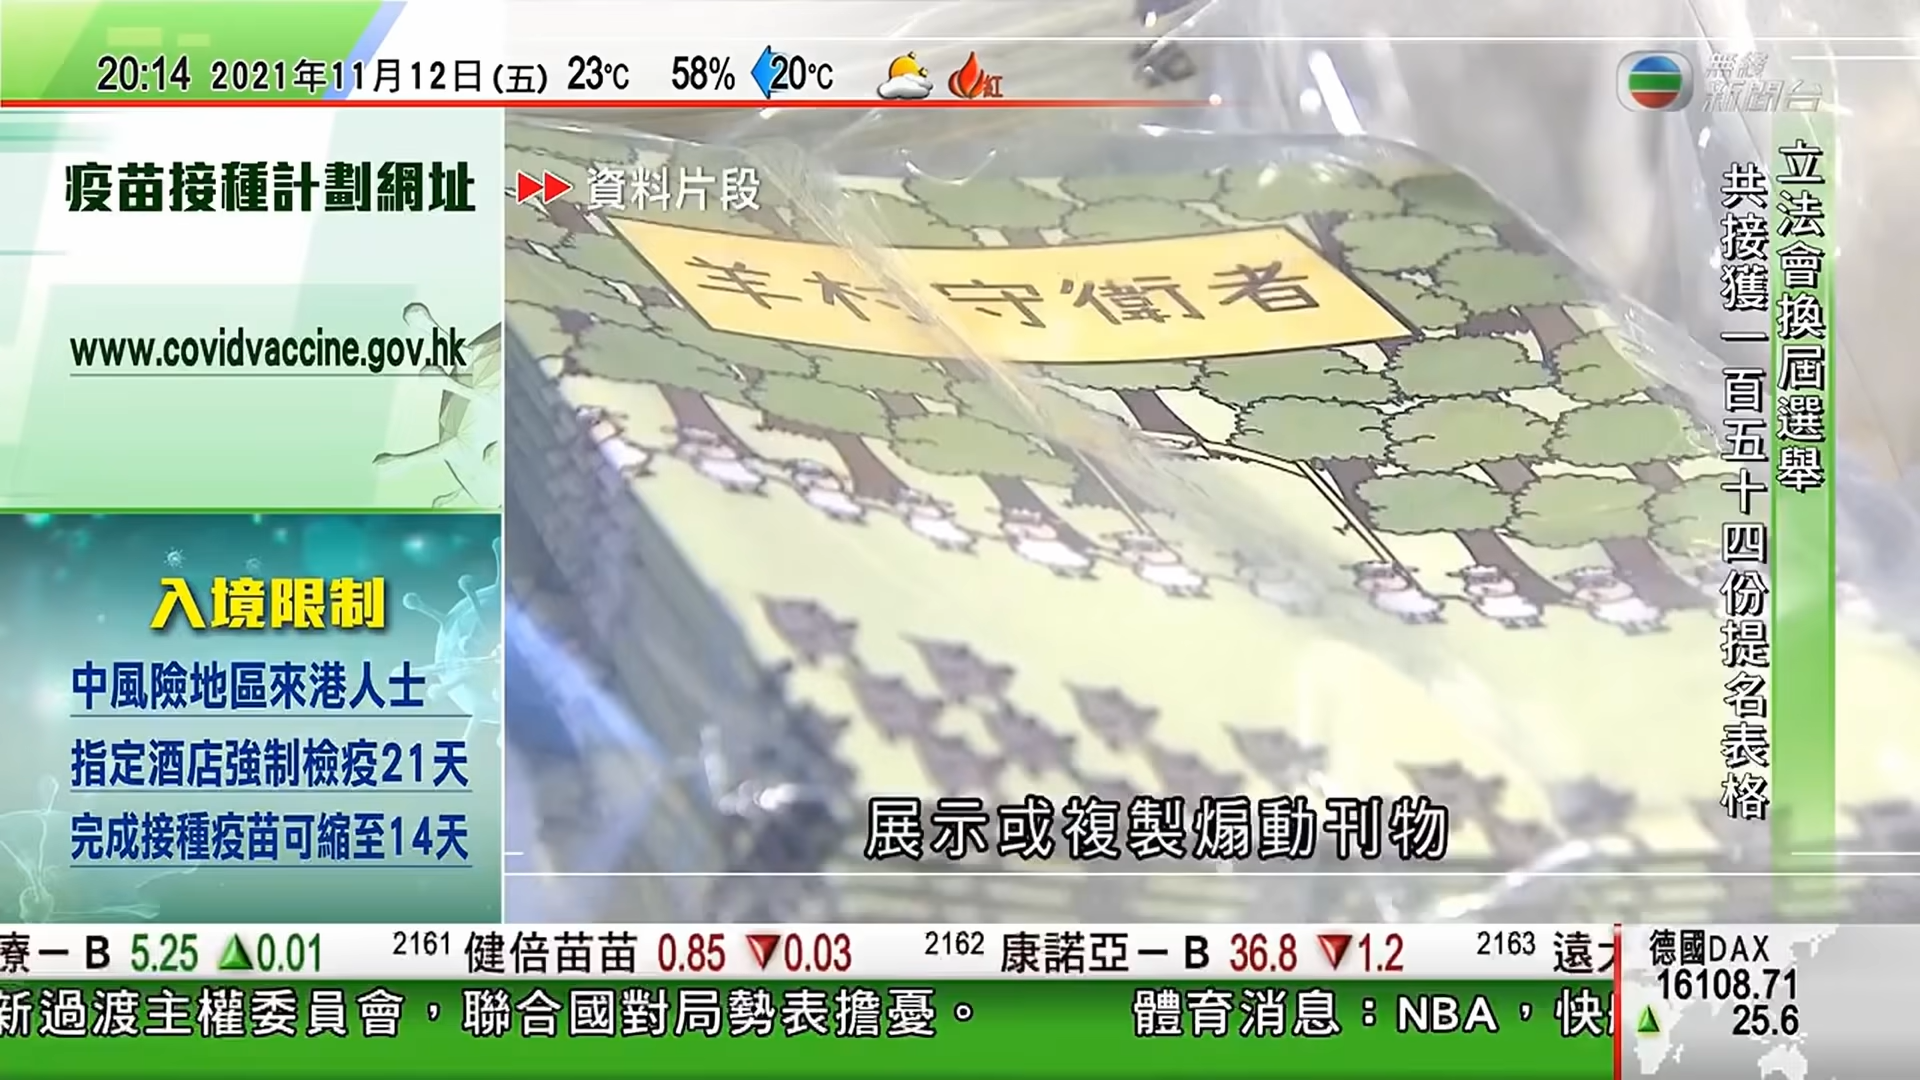 20:14 2021年11月12日(五) 23°C 58% 20°C 紅
無綫
新聞台
疫苗接種計劃網址
www.covidvaccine.gov.hk
入境限制
中風險地區來港人士
指定酒店強制檢疫21天
完成接種疫苗可縮至14天
資料片段
羊村守衛者
展示或複製煽動刊物
立法會換屆選舉
共接獲一百五十四份提名表格
療－B 5.25 ▲0.01 2161 健倍苗苗 0.85 ▼0.03 2162 康諾亞－B 36.8 ▼1.2 2163 遠大
新過渡主權委員會，聯合國對局勢表擔憂。 體育消息：NBA，快
德國DAX
16108.71
▲ 25.6